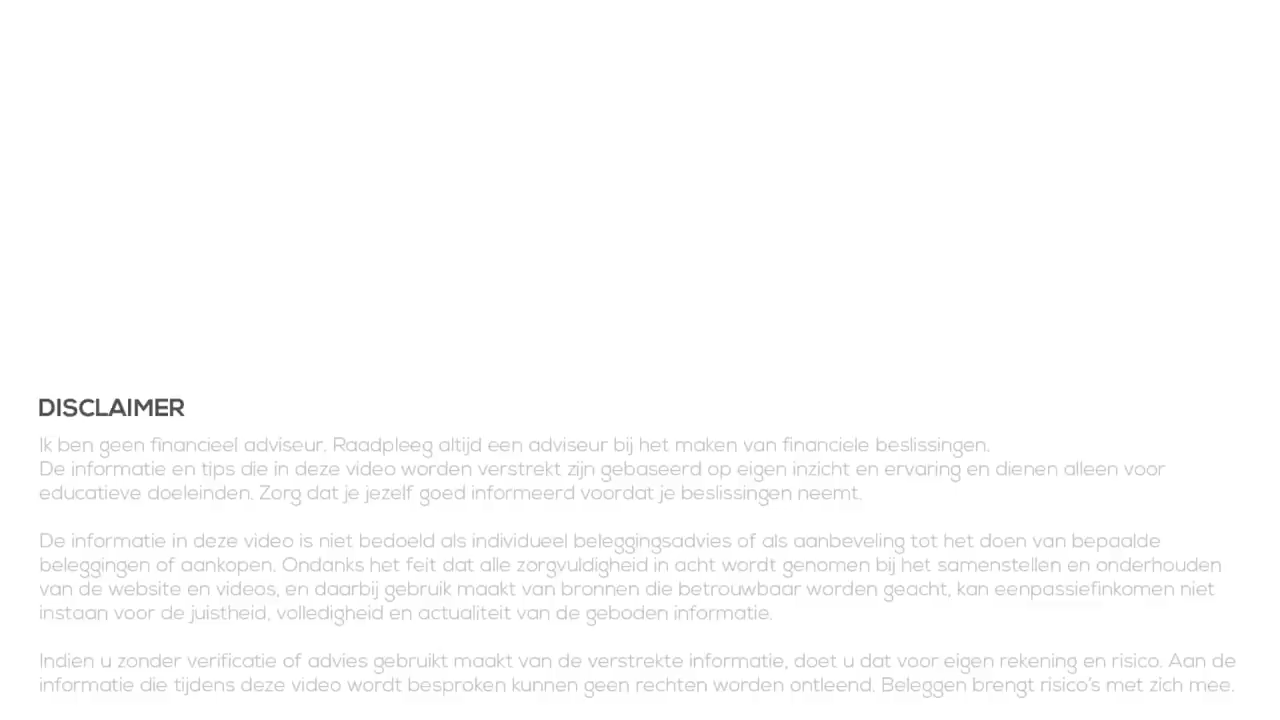 DISCLAIMER
Ik ben geen financieel adviseur. Raadpleeg altijd een adviseur bij het maken van financiele beslissingen.
De informatie en tips die in deze video worden verstrekt zijn gebaseerd op eigen inzicht en ervaring en dienen alleen voor
educatieve doeleinden. Zorg dat je jezelf goed informeerd voordat je beslissingen neemt.
De informatie in deze video is niet bedoeld als individueel beleggingsadvies of als aanbeveling tot het doen van bepaalde
beleggingen of aankopen. Ondanks het feit dat alle zorgvuldigheid in acht wordt genomen bij het samenstellen en onderhouden
van de website en videos, en daarbij gebruik maakt van bronnen die betrouwbaar worden geacht, kan eenpassiefinkomen niet
instaan voor de juistheid, volledigheid en actualiteit van de geboden informatie.
Indien u zonder verificatie of advies gebruikt maakt van de verstrekte informatie, doet u dat voor eigen rekening en risico. Aan de
informatie die tijdens deze video wordt besproken kunnen geen rechten worden ontleend. Beleggen brengt risico's met zich mee.